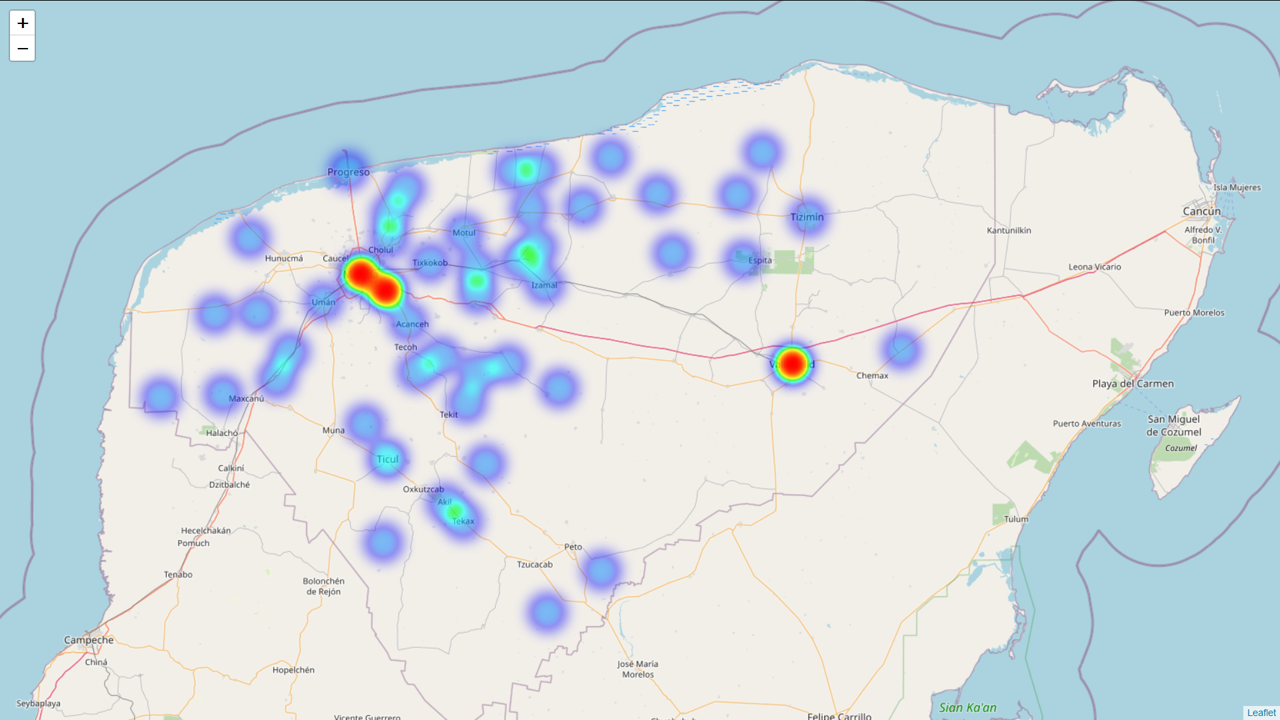 +
−
Progreso
Isla Mujeres
Cancún
Tizimín
Alfredo V.
Bonfil
Kantunilkin
Motul
Cholul
Hunucmá
Caucel
Tixkokob
Espita
Leona Vicario
Izamal
Umán
Puerto Morelos
Acanceh
Tecoh
Chemax
Playa del Carmen
Maxcanú
Tekit
San Miguel
de Cozumel
Puerto Aventuras
Muna
Halachó
Cozumel
Ticul
Calkiní
Dzitbalché
Oxkutzcab
Akil
Tekax
Tulum
Hecelchakán
Pomuch
Peto
Tzucacab
Tenabo
Bolonchén
de Rejón
Campeche
Chiná
Hopelchén
José María
Morelos
Seybaplaya
Sian Ka'an
Vicente Guerrero
Felipe Carrillo
Leaflet